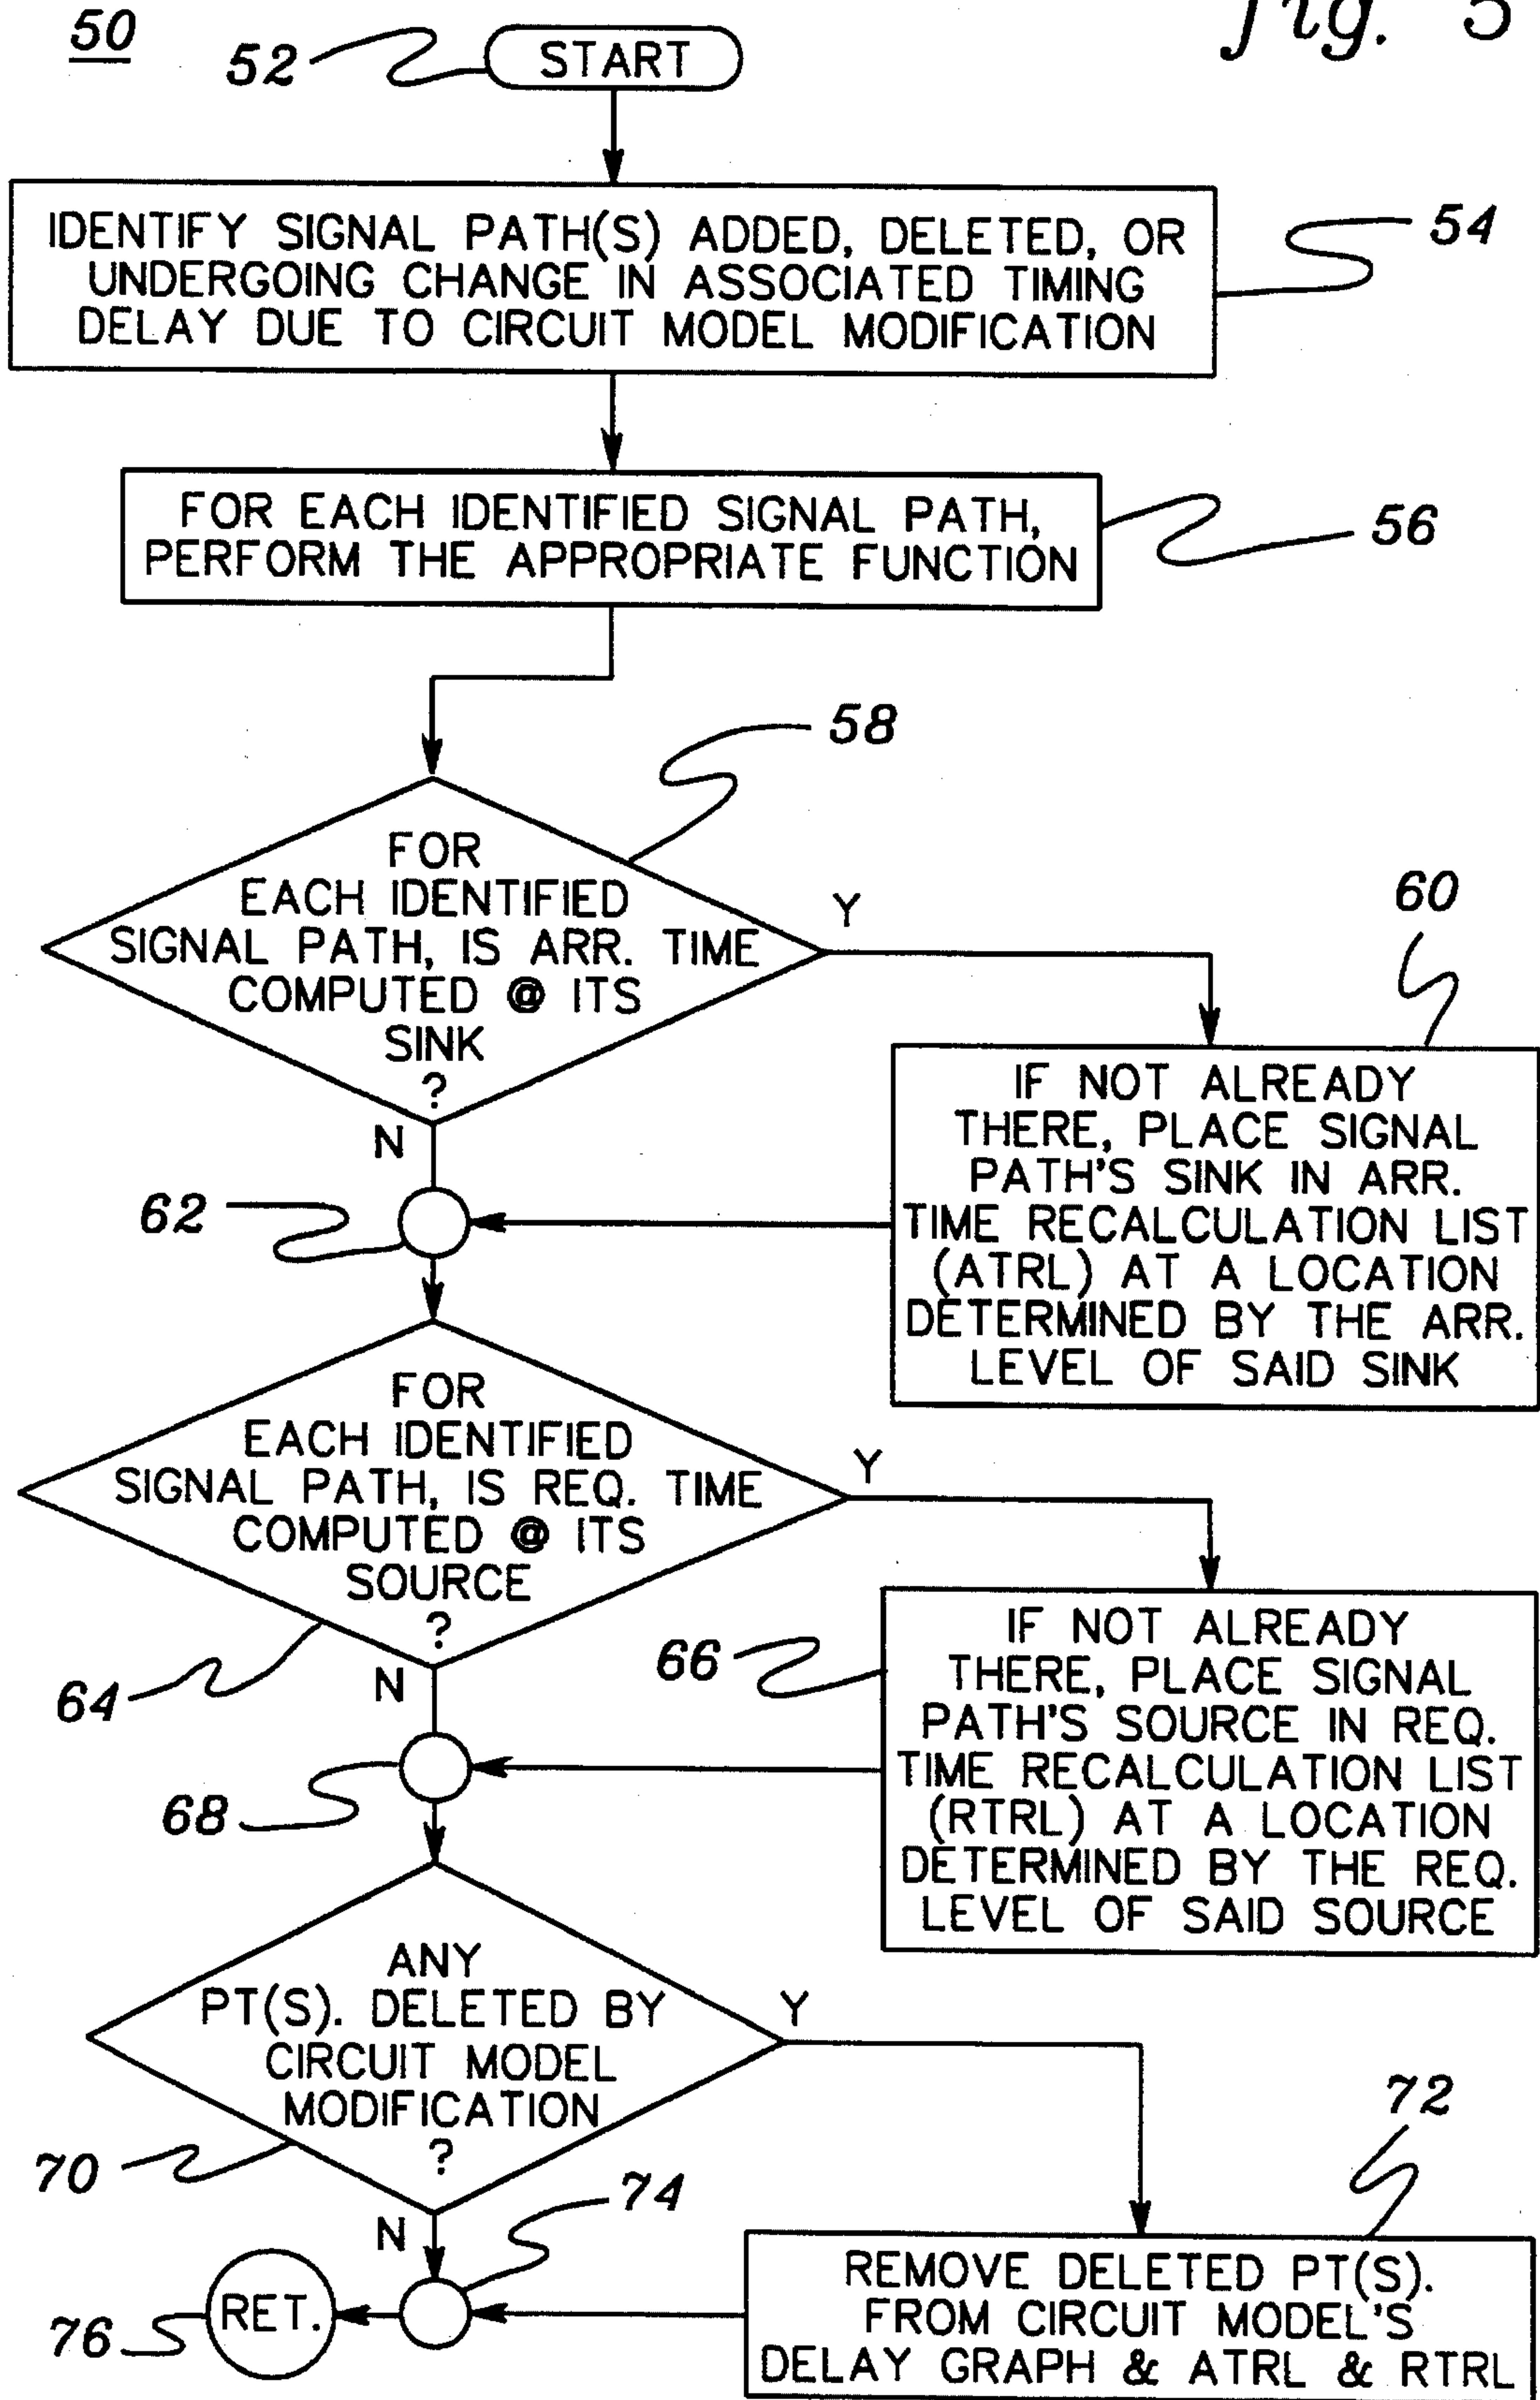 50
fig. 5
52
START
IDENTIFY SIGNAL PATH(S) ADDED, DELETED, OR
UNDERGOING CHANGE IN ASSOCIATED TIMING
DELAY DUE TO CIRCUIT MODEL MODIFICATION
54
FOR EACH IDENTIFIED SIGNAL PATH,
PERFORM THE APPROPRIATE FUNCTION
56
58
FOR
EACH IDENTIFIED
SIGNAL PATH, IS ARR. TIME
COMPUTED @ ITS
SINK
?
Y
N
60
IF NOT ALREADY
THERE, PLACE SIGNAL
PATH'S SINK IN ARR.
TIME RECALCULATION LIST
(ATRL) AT A LOCATION
DETERMINED BY THE ARR.
LEVEL OF SAID SINK
62
FOR
EACH IDENTIFIED
SIGNAL PATH, IS REQ. TIME
COMPUTED @ ITS
SOURCE
?
Y
N
64
66
IF NOT ALREADY
THERE, PLACE SIGNAL
PATH'S SOURCE IN REQ.
TIME RECALCULATION LIST
(RTRL) AT A LOCATION
DETERMINED BY THE REQ.
LEVEL OF SAID SOURCE
68
ANY
PT(S). DELETED BY
CIRCUIT MODEL
MODIFICATION
?
Y
N
70
72
74
REMOVE DELETED PT(S).
FROM CIRCUIT MODEL'S
DELAY GRAPH & ATRL & RTRL
RET.
76